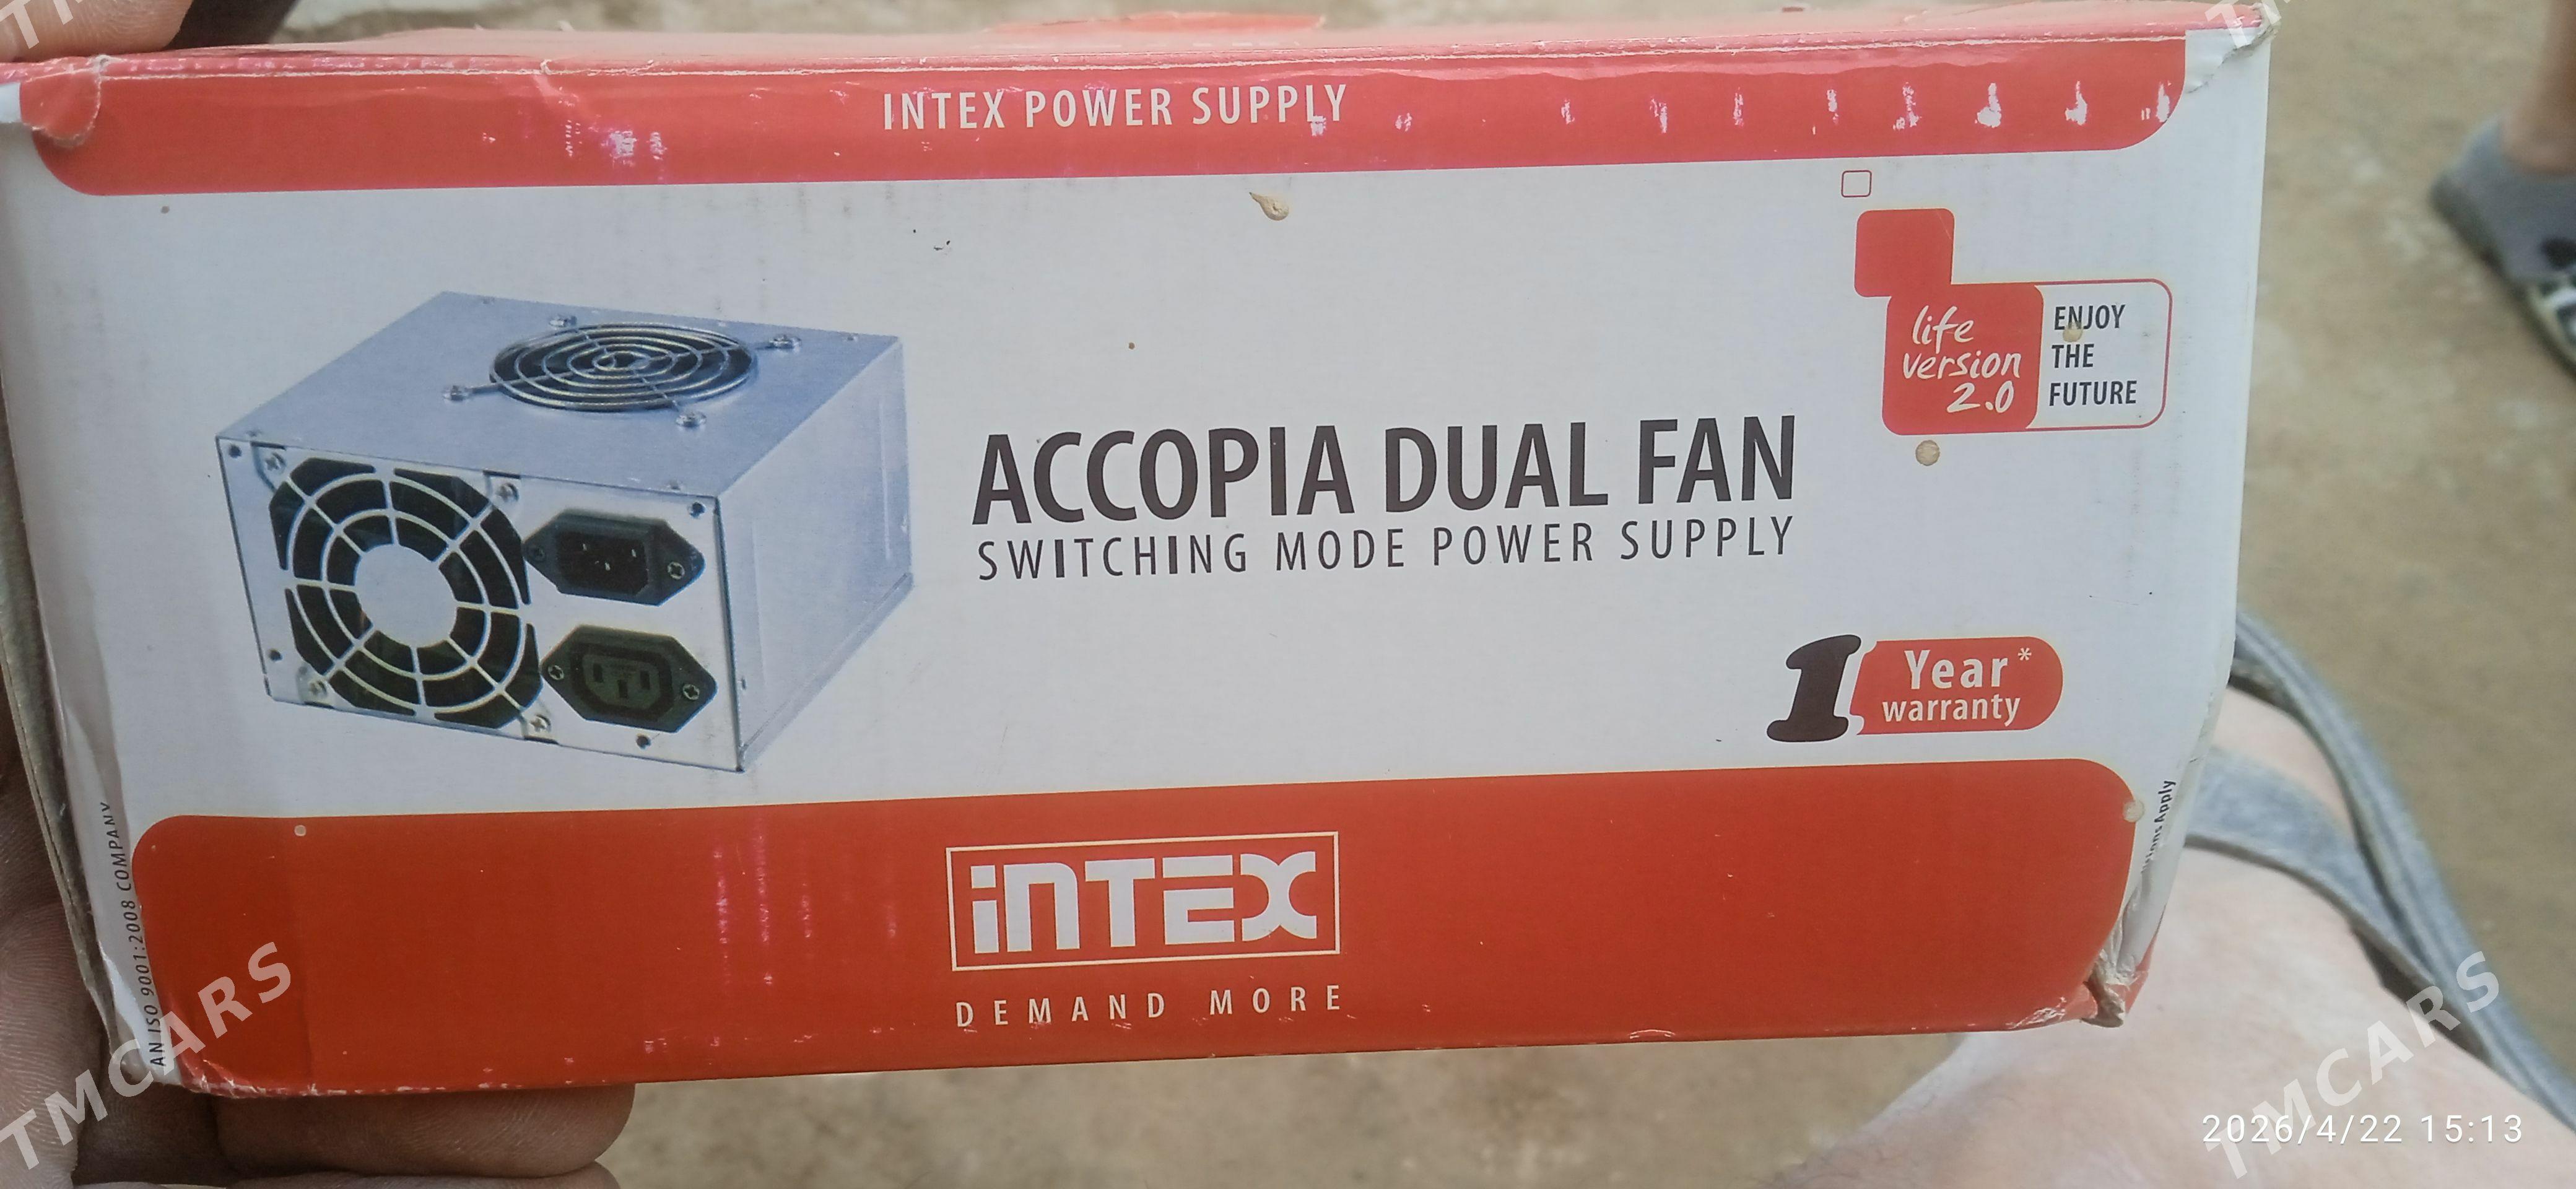 INTEX POWER SUPPLY
life
version
2.0
ENJOY
THE
FUTURE
ACCOPIA DUAL FAN
SWITCHING MODE POWER SUPPLY
1 Year*
warranty
AN ISO 9001:2008 COMPANY
Apply
INTEX
DEMAND MORE
TMCARS
TMCARS
2026/4/22 15:13